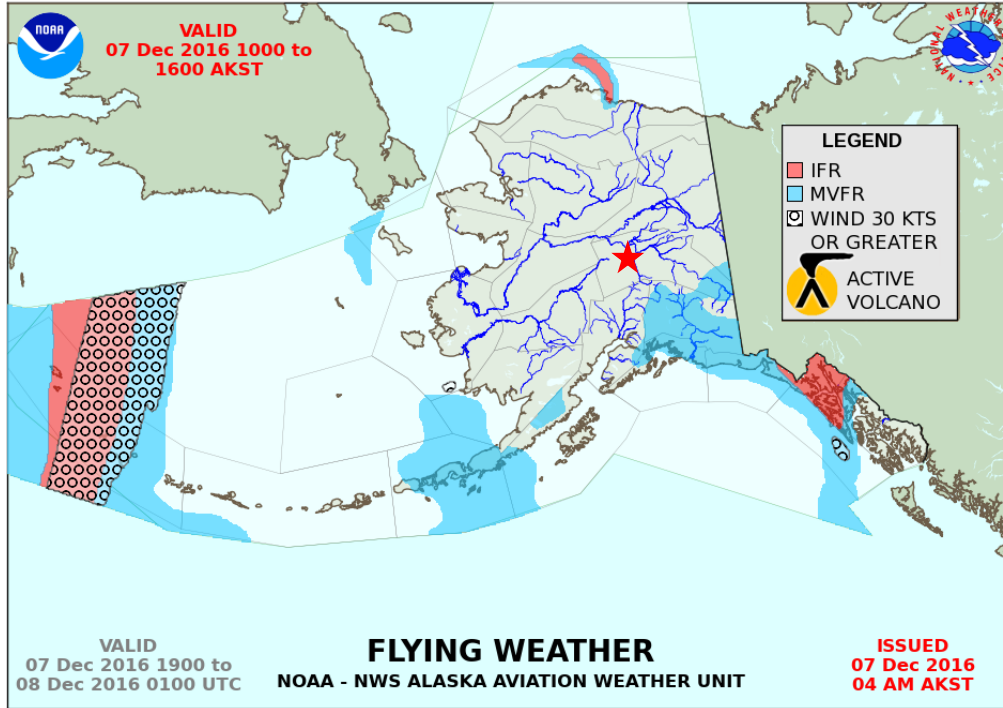 NOAA
VALID
07 Dec 2016 1000 to
1600 AKST
NATIONAL WEATHER
LEGEND
IFR
MVFR
WIND 30 KTS
OR GREATER
ACTIVE
VOLCANO
VALID
07 Dec 2016 1900 to
08 Dec 2016 0100 UTC
FLYING WEATHER
NOAA - NWS ALASKA AVIATION WEATHER UNIT
ISSUED
07 Dec 2016
04 AM AKST